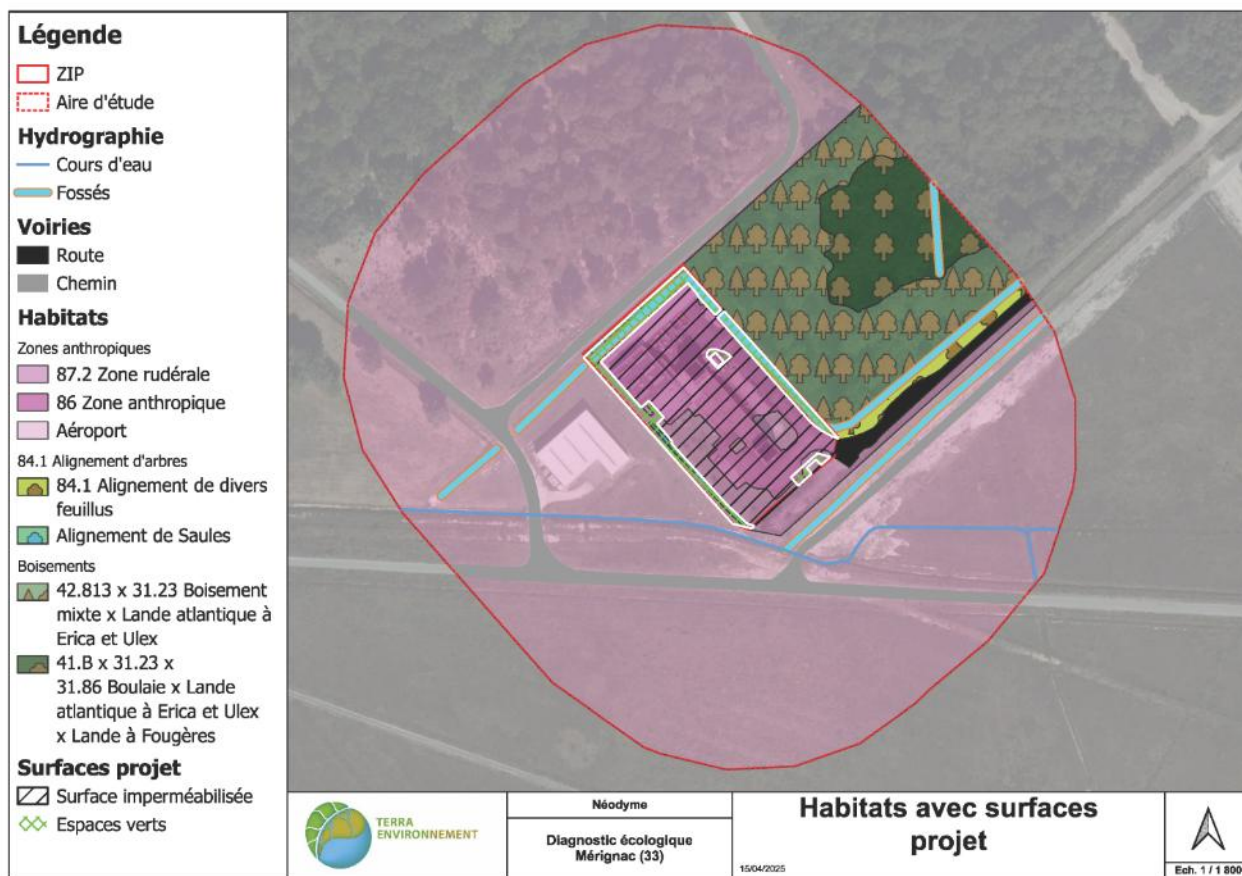 Légende
ZIP
Aire d'étude
Hydrographie
Cours d'eau
Fossés
Voiries
Route
Chemin
Habitats
Zones anthropiques
87.2 Zone rudérale
86 Zone anthropique
Aéroport
84.1 Alignement d'arbres
84.1 Alignement de divers
feuillus
Alignement de Saules
Boisements
42.813 x 31.23 Boisement
mixte x Lande atlantique à
Erica et Ulex
41.B x 31.23 x
31.86 Boulaie x Lande
atlantique à Erica et Ulex
x Lande à Fougères
Surfaces projet
Surface imperméabilisée
Espaces verts
TERRA
ENVIRONNEMENT
Néodyme
Diagnostic écologique
Mérignac (33)
15/04/2025
Habitats avec surfaces
projet
Ech. 1 / 1 800